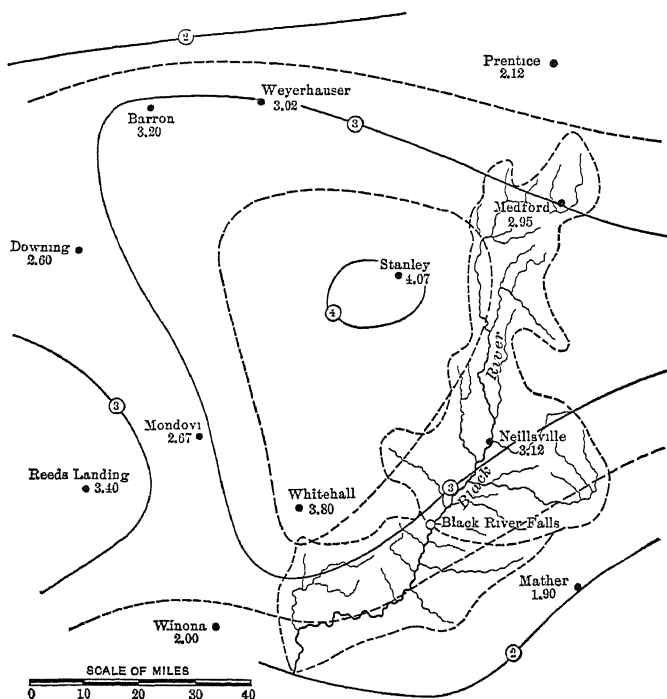 2
Prentice
2.12
Weyerhauser
3.02
Barron
3.20
3
Medford
2.95
Downing
2.60
Stanley
4.07
4
River
3
Mondovi
2.67
Neillsville
3.12
Reeds Landing
3.40
Whitehall
3.80
3
Black
Black River Falls
Mather
1.90
Winona
2.00
2
SCALE OF MILES
0 10 20 30 40